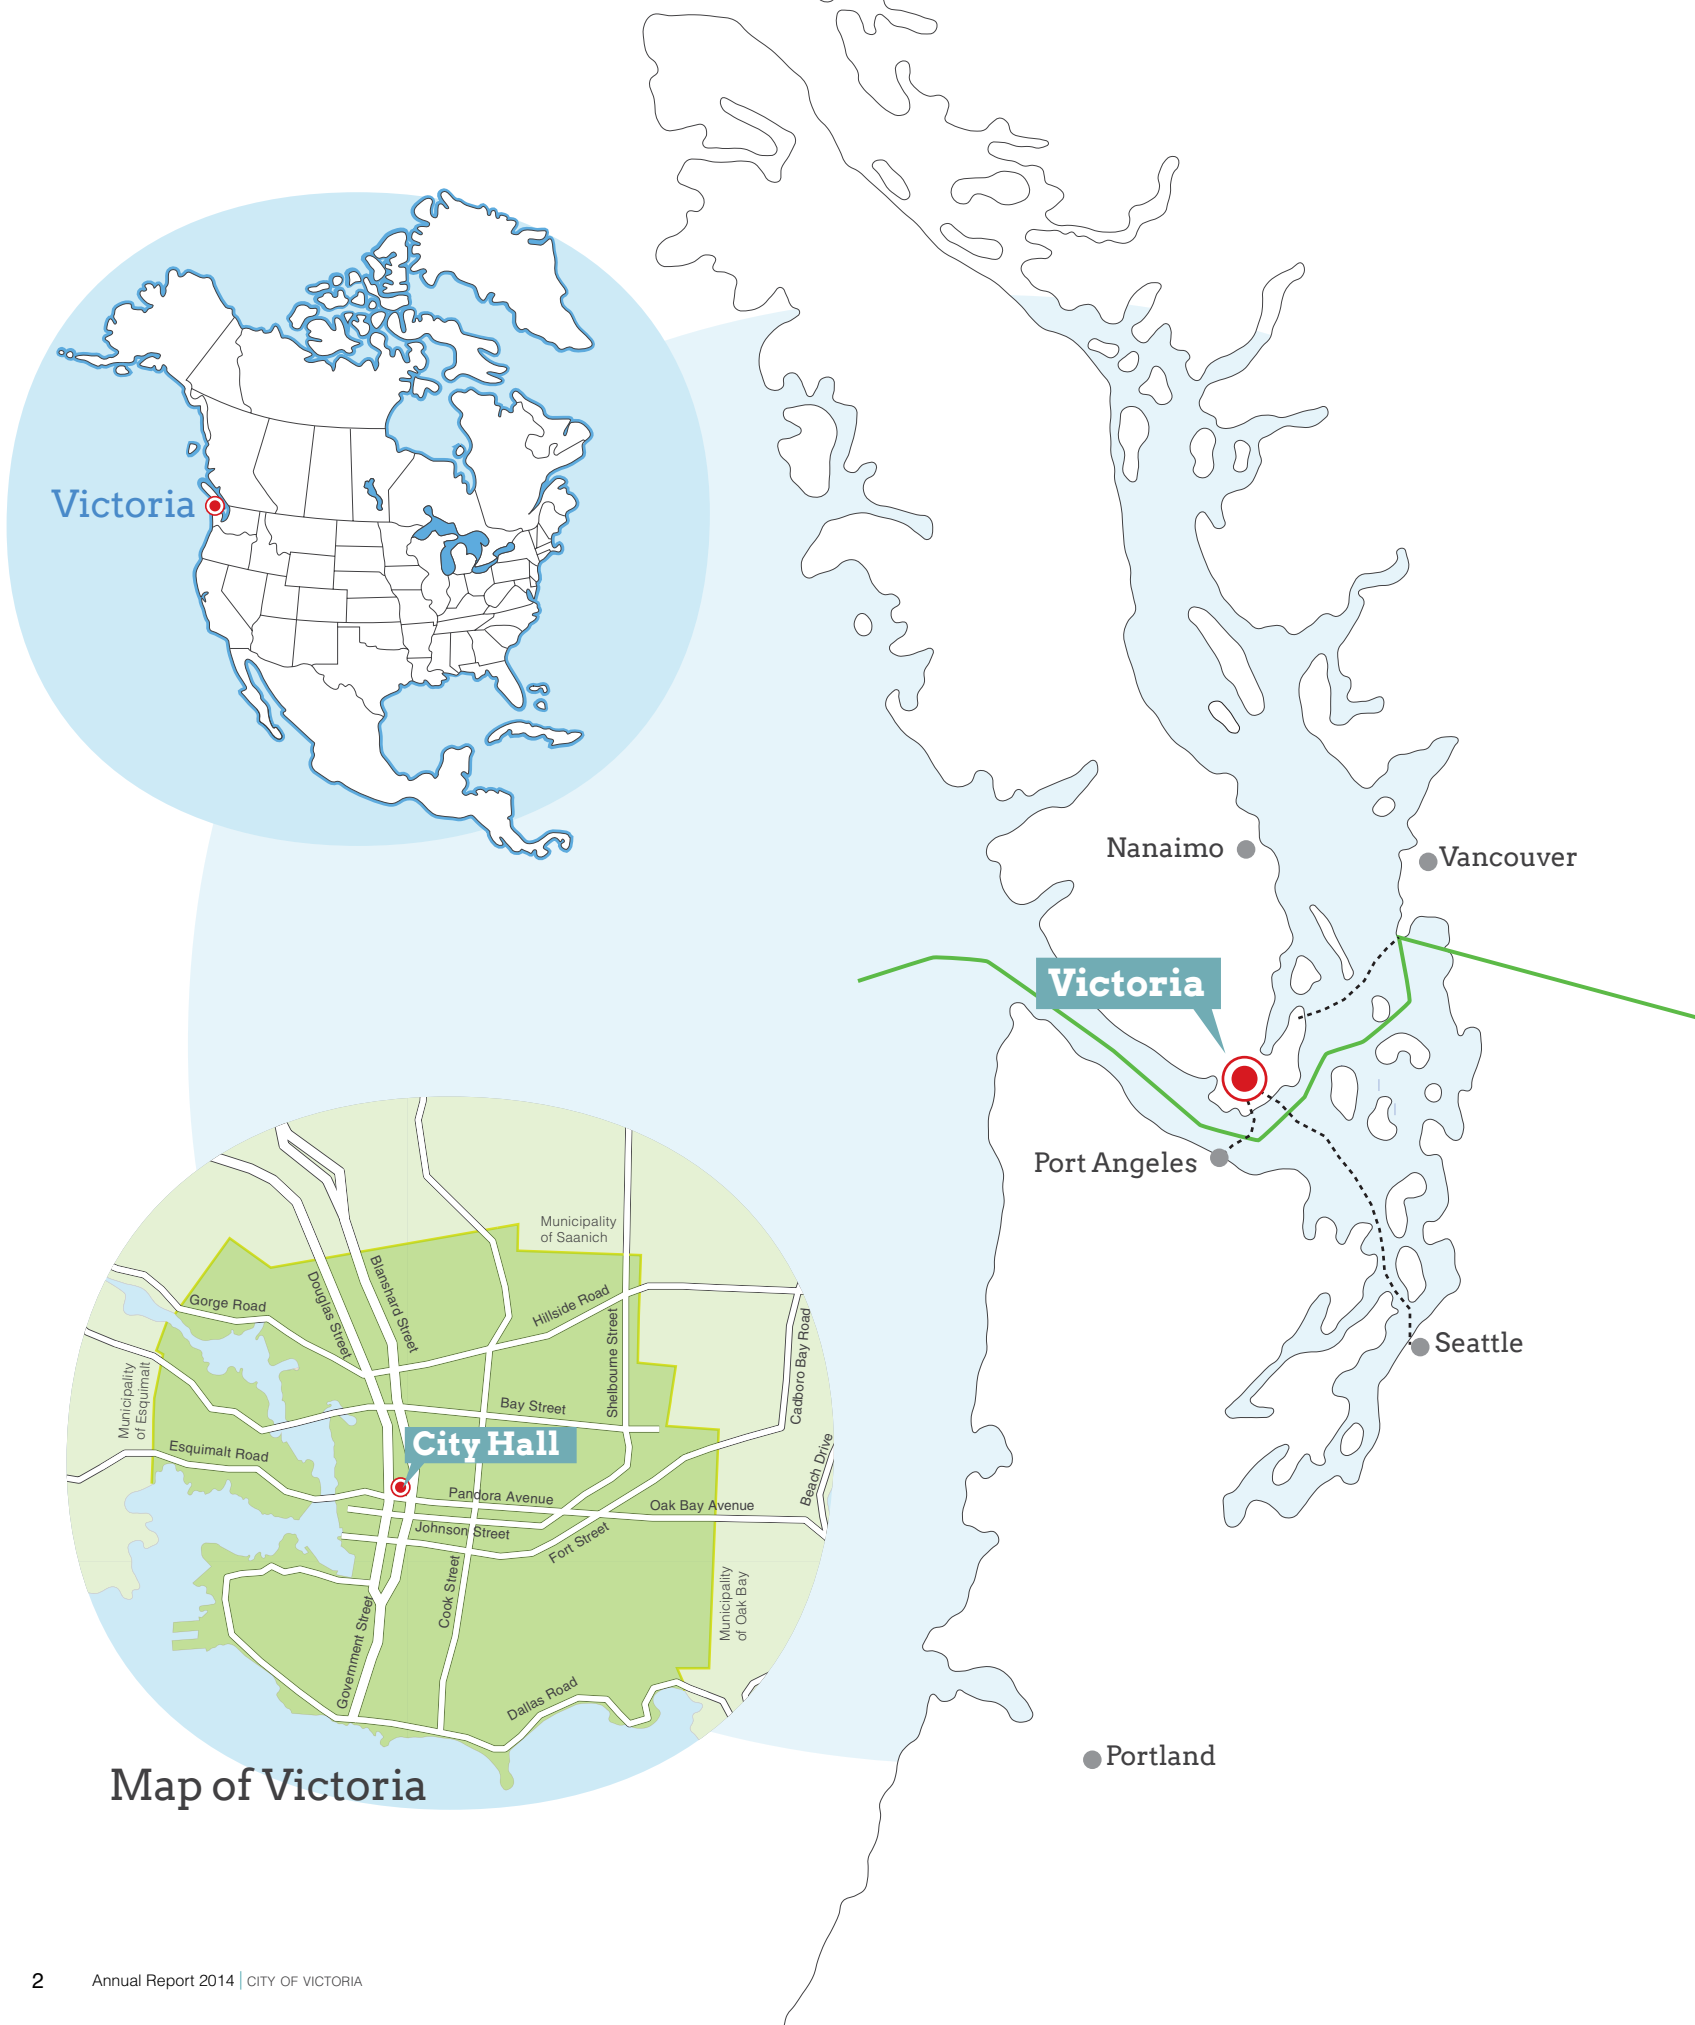 Victoria
Nanaimo
Vancouver
Victoria
Port Angeles
Seattle
Portland
Municipality
of Saanich
Blanshard Street
Douglas Street
Gorge Road
Hillside Road
Shelbourne Street
Cadboro Bay Road
Municipality
of Esquimalt
Bay Street
City Hall
Esquimalt Road
Beach Drive
Pandora Avenue
Oak Bay Avenue
Johnson Street
Fort Street
Cook Street
Municipality
of Oak Bay
Government Street
Dallas Road
Map of Victoria
2 Annual Report 2014 | CITY OF VICTORIA